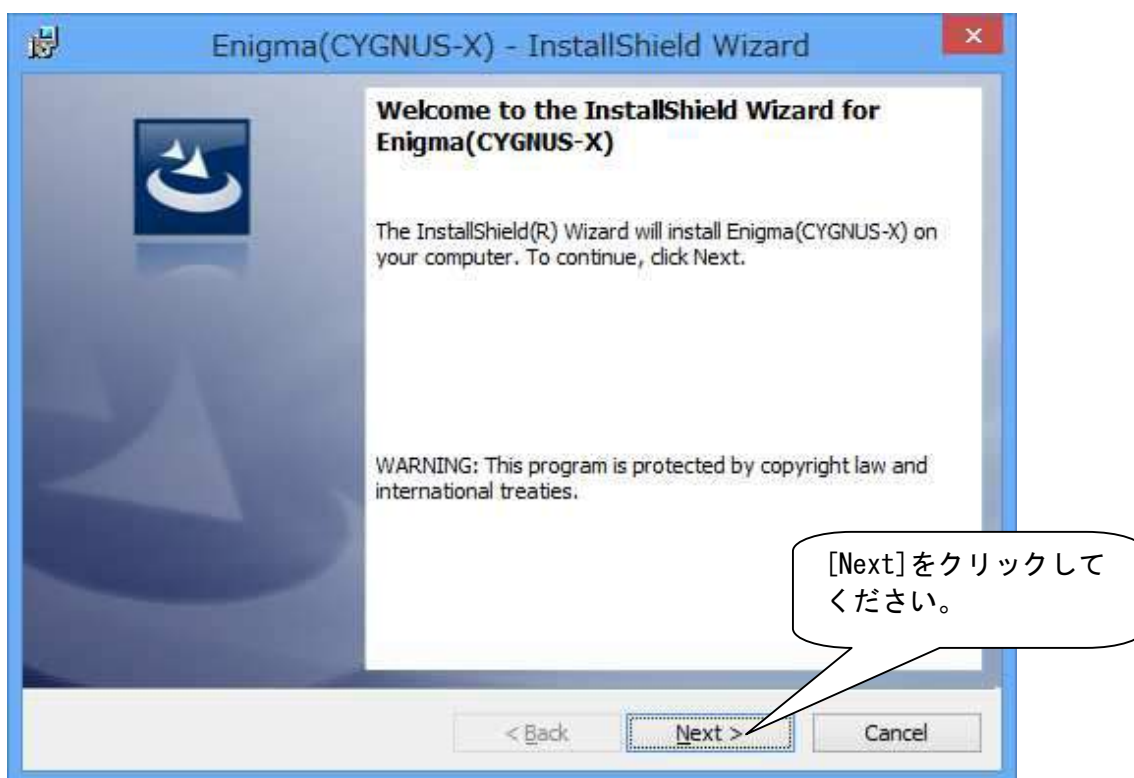 Enigma(CYGNUS-X) - InstallShield Wizard
Welcome to the InstallShield Wizard for
Enigma(CYGNUS-X)
The InstallShield(R) Wizard will install Enigma(CYGNUS-X) on
your computer. To continue, click Next.
WARNING: This program is protected by copyright law and
international treaties.
[Next]をクリックして
ください。
< Back
Next >
Cancel